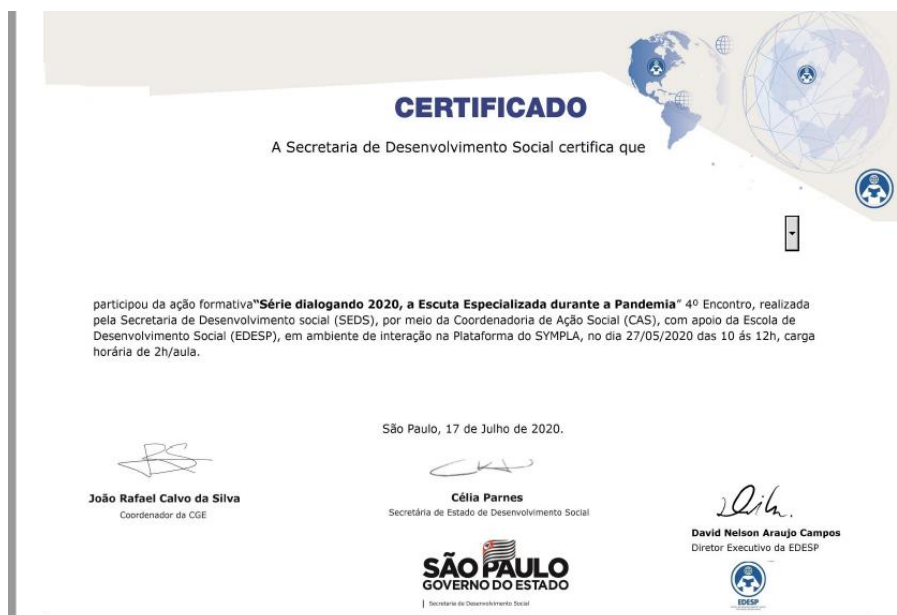 CERTIFICADO
A Secretaria de Desenvolvimento Social certifica que
participou da ação formativa"Série dialogando 2020, a Escuta Especializada durante a Pandemia" 4º Encontro, realizada
pela Secretaria de Desenvolvimento social (SEDS), por meio da Coordenadoria de Ação Social (CAS), com apoio da Escola de
Desenvolvimento Social (EDESP), em ambiente de interação na Plataforma do SYMPLA, no dia 27/05/2020 das 10 ás 12h, carga
horária de 2h/aula.
São Paulo, 17 de Julho de 2020.
João Rafael Calvo da Silva
Coordenador da CGE
Célia Parnes
Secretária de Estado de Desenvolvimento Social
David Nelson Araujo Campos
Diretor Executivo da EDESP
SÃO PAULO
GOVERNO DO ESTADO
Secretaria de Desenvolvimento Social
EDESP